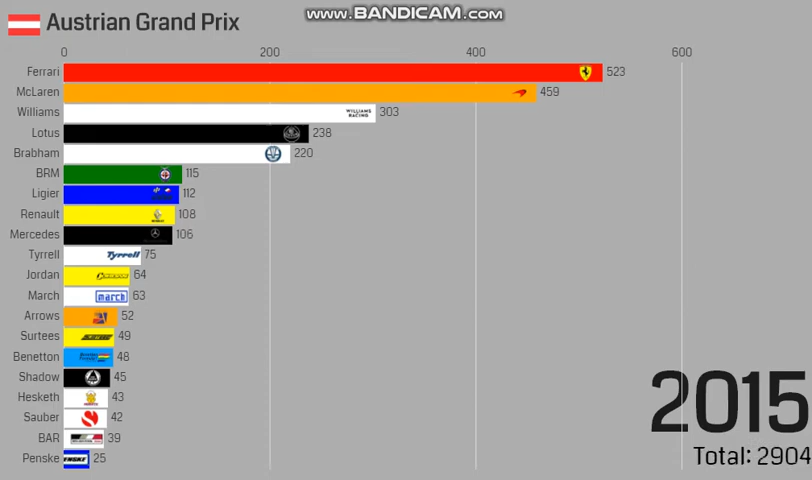 www.BANDICAM.com
Austrian Grand Prix
0 200 400 600
Ferrari 523
McLaren 459
Williams WILLIAMS RACING 303
Lotus 238
Brabham 220
BRM 115
Ligier 112
Renault 108
Mercedes 106
Tyrrell Tyrrell 75
Jordan 64
March march 63
Arrows 52
Surtees 49
Benetton 48
Shadow 45
Hesketh 43
Sauber 42
BAR 39
Penske 25
2015
Total: 2904